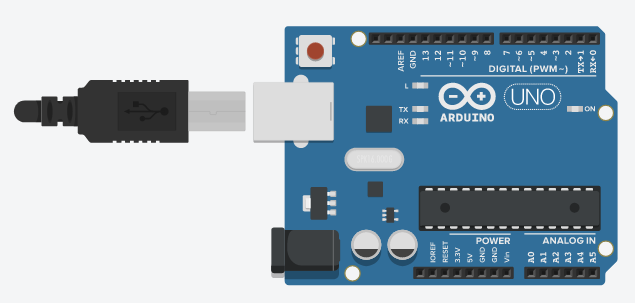 AREF
GND
13
12
~11
~10
~9
8
7
~6
~5
4
~3
2
TX→1
RX←0
DIGITAL (PWM~)
L
TX
RX
ARDUINO
UNO
ON
POWER
ANALOG IN
IOREF
RESET
3.3V
5V
GND
GND
Vin
A0
A1
A2
A3
A4
A5